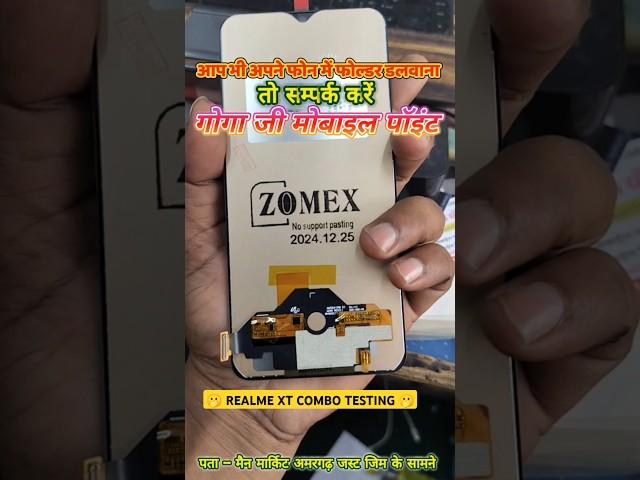 आप भी अपने फोन में फोल्डर डलवाना
तो सम्पर्क करें
गोगा जी मोबाइल पॉइंट
ZOMEX
No support pasting
2024.12.25
🤫 REALME XT COMBO TESTING 🤫
पता – मैन मार्किट अमरगढ़ जस्ट जिम के सामने